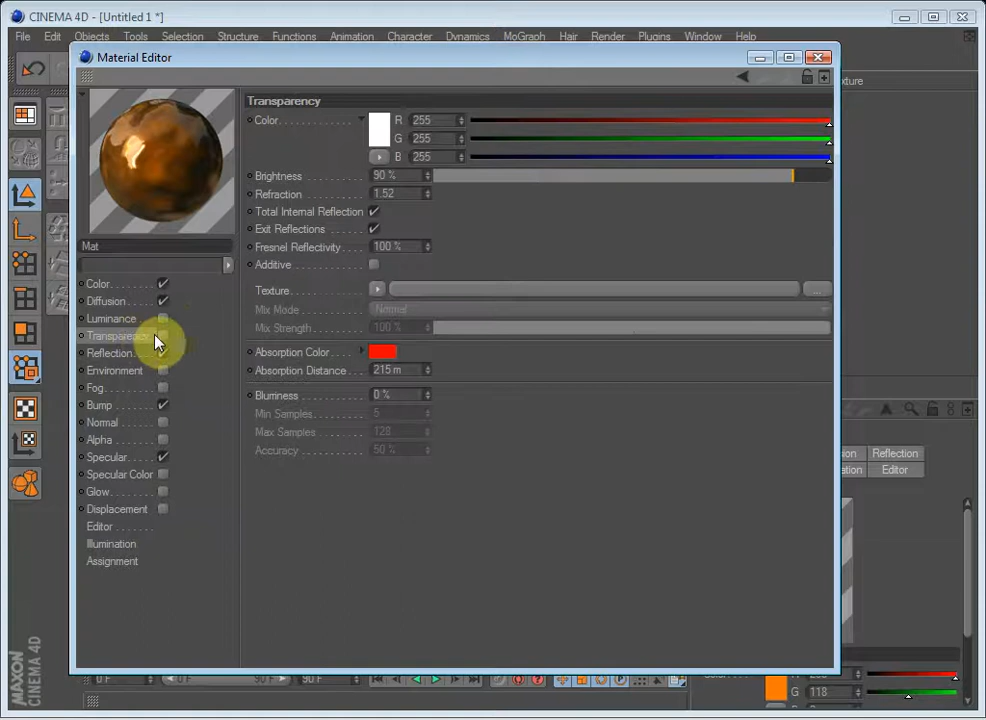 CINEMA 4D - [Untitled 1 *]
File Edit Objects Tools Selection Structure Functions Animation Character Dynamics MoGraph Hair Render Plugins Window Help
Material Editor
Transparency
Color
R 255
G 255
B 255
Brightness 90 %
Refraction 1.52
Total Internal Reflection
Exit Reflections
Fresnel Reflectivity 100 %
Additive
Texture ...
Mix Mode Normal
Mix Strength 100 %
Absorption Color
Absorption Distance 215 m
Blurriness 0 %
Min Samples 5
Max Samples 128
Accuracy 50 %
Mat
Color
Diffusion
Luminance
Transparency
Reflection
Environment
Fog
Bump
Normal
Alpha
Specular
Specular Color
Glow
Displacement
Editor
Illumination
Assignment
Reflection
Editor
0 F 0 F 90 F 90 F
G 118
MAXON
CINEMA 4D